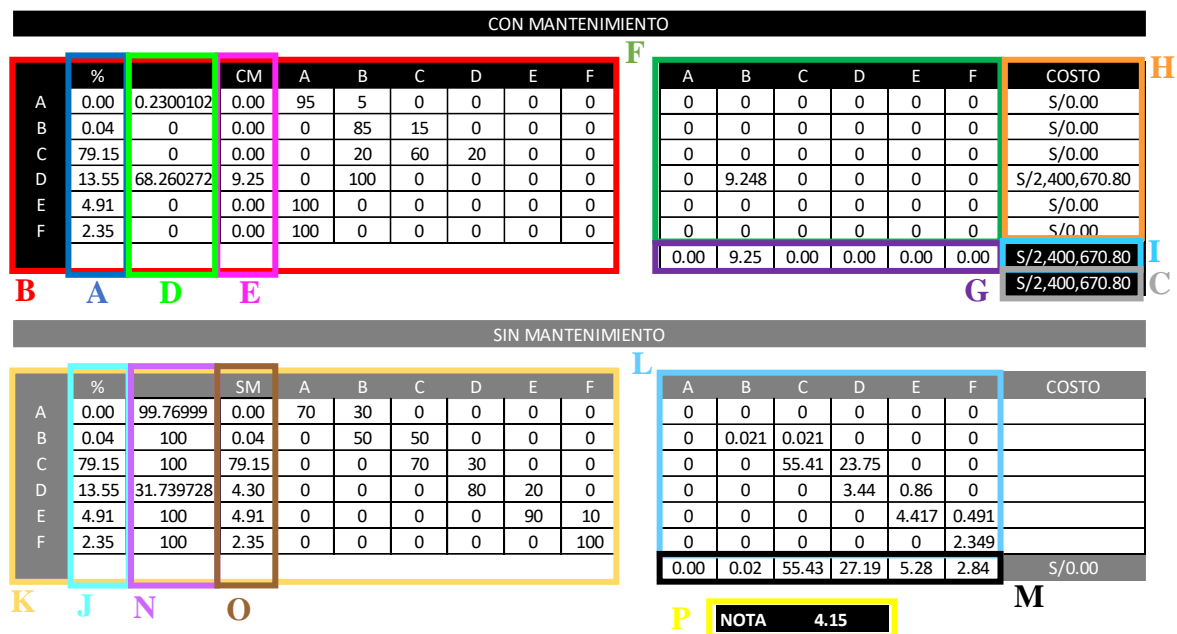 CON MANTENIMIENTO
F
% CM A B C D E F A B C D E F COSTO H
A 0.00 0.2300102 0.00 95 5 0 0 0 0 0 0 0 0 0 0 S/0.00
B 0.04 0 0.00 0 85 15 0 0 0 0 0 0 0 0 0 S/0.00
C 79.15 0 0.00 0 20 60 20 0 0 0 0 0 0 0 0 S/0.00
D 13.55 68.260272 9.25 0 100 0 0 0 0 0 9.248 0 0 0 0 S/2,400,670.80
E 4.91 0 0.00 100 0 0 0 0 0 0 0 0 0 0 0 S/0.00
F 2.35 0 0.00 100 0 0 0 0 0 0 0 0 0 0 0 S/0.00
0.00 9.25 0.00 0.00 0.00 0.00 S/2,400,670.80 I
B A D E G S/2,400,670.80 C
SIN MANTENIMIENTO
L
% SM A B C D E F A B C D E F COSTO
A 0.00 99.76999 0.00 70 30 0 0 0 0 0 0 0 0 0 0
B 0.04 100 0.04 0 50 50 0 0 0 0 0.021 0.021 0 0 0
C 79.15 100 79.15 0 0 70 30 0 0 0 0 55.41 23.75 0 0
D 13.55 31.739728 4.30 0 0 0 80 20 0 0 0 0 3.44 0.86 0
E 4.91 100 4.91 0 0 0 0 90 10 0 0 0 0 4.417 0.491
F 2.35 100 2.35 0 0 0 0 0 100 0 0 0 0 0 2.349
0.00 0.02 55.43 27.19 5.28 2.84 S/0.00
K J N O M
P NOTA 4.15